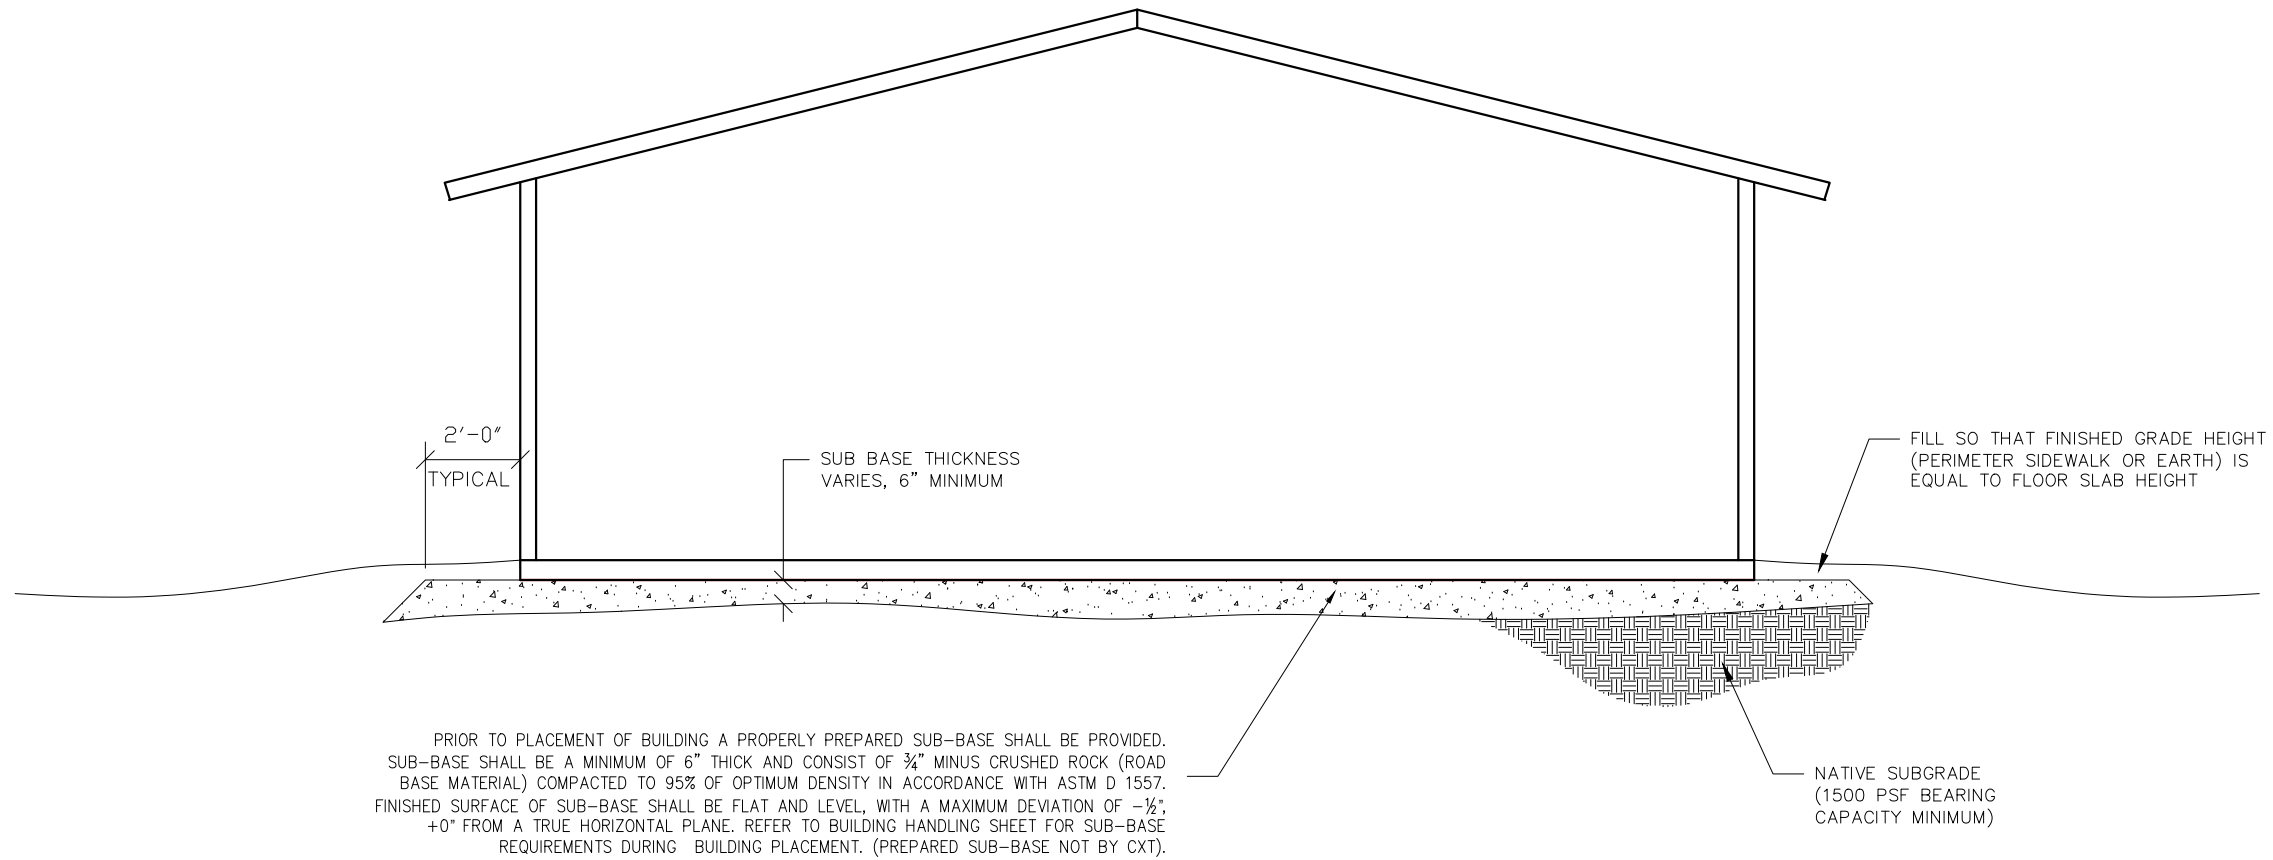 2'-0"
TYPICAL
SUB BASE THICKNESS
VARIES, 6” MINIMUM
FILL SO THAT FINISHED GRADE HEIGHT
(PERIMETER SIDEWALK OR EARTH) IS
EQUAL TO FLOOR SLAB HEIGHT
PRIOR TO PLACEMENT OF BUILDING A PROPERLY PREPARED SUB-BASE SHALL BE PROVIDED.
SUB-BASE SHALL BE A MINIMUM OF 6” THICK AND CONSIST OF ¾” MINUS CRUSHED ROCK (ROAD
BASE MATERIAL) COMPACTED TO 95% OF OPTIMUM DENSITY IN ACCORDANCE WITH ASTM D 1557.
FINISHED SURFACE OF SUB-BASE SHALL BE FLAT AND LEVEL, WITH A MAXIMUM DEVIATION OF -½",
+0" FROM A TRUE HORIZONTAL PLANE. REFER TO BUILDING HANDLING SHEET FOR SUB-BASE
REQUIREMENTS DURING BUILDING PLACEMENT. (PREPARED SUB-BASE NOT BY CXT).
NATIVE SUBGRADE
(1500 PSF BEARING
CAPACITY MINIMUM)